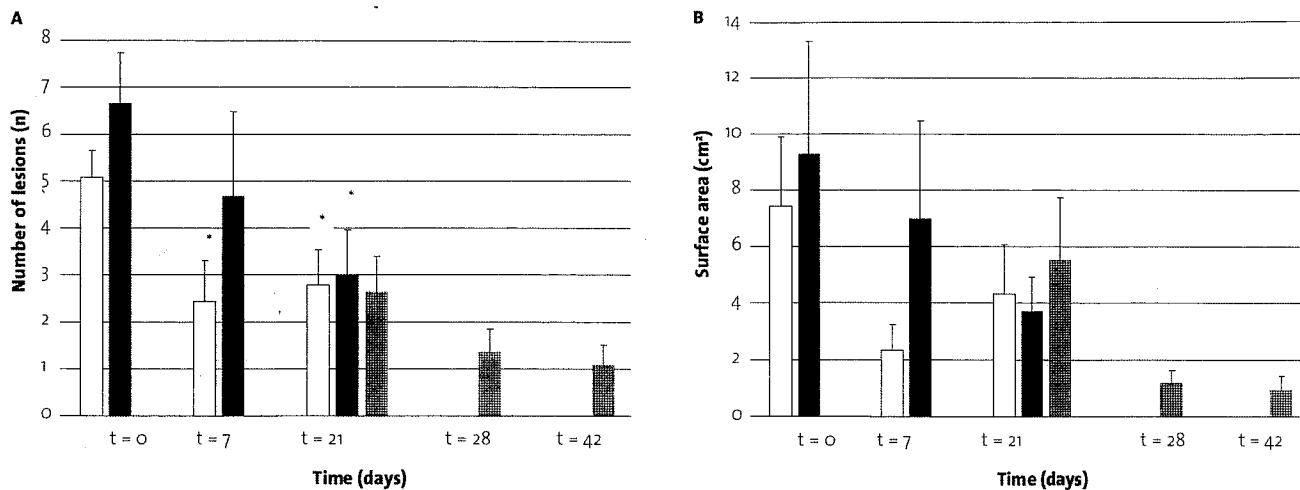 A
Number of lesions (n)
8
7
6
5
4
3
2
1
0
*
*
*
t = 0
t = 7
t = 21
t = 28
t = 42
Time (days)
B
Surface area (cm²)
14
12
10
8
6
4
2
0
t = 0
t = 7
t = 21
t = 28
t = 42
Time (days)